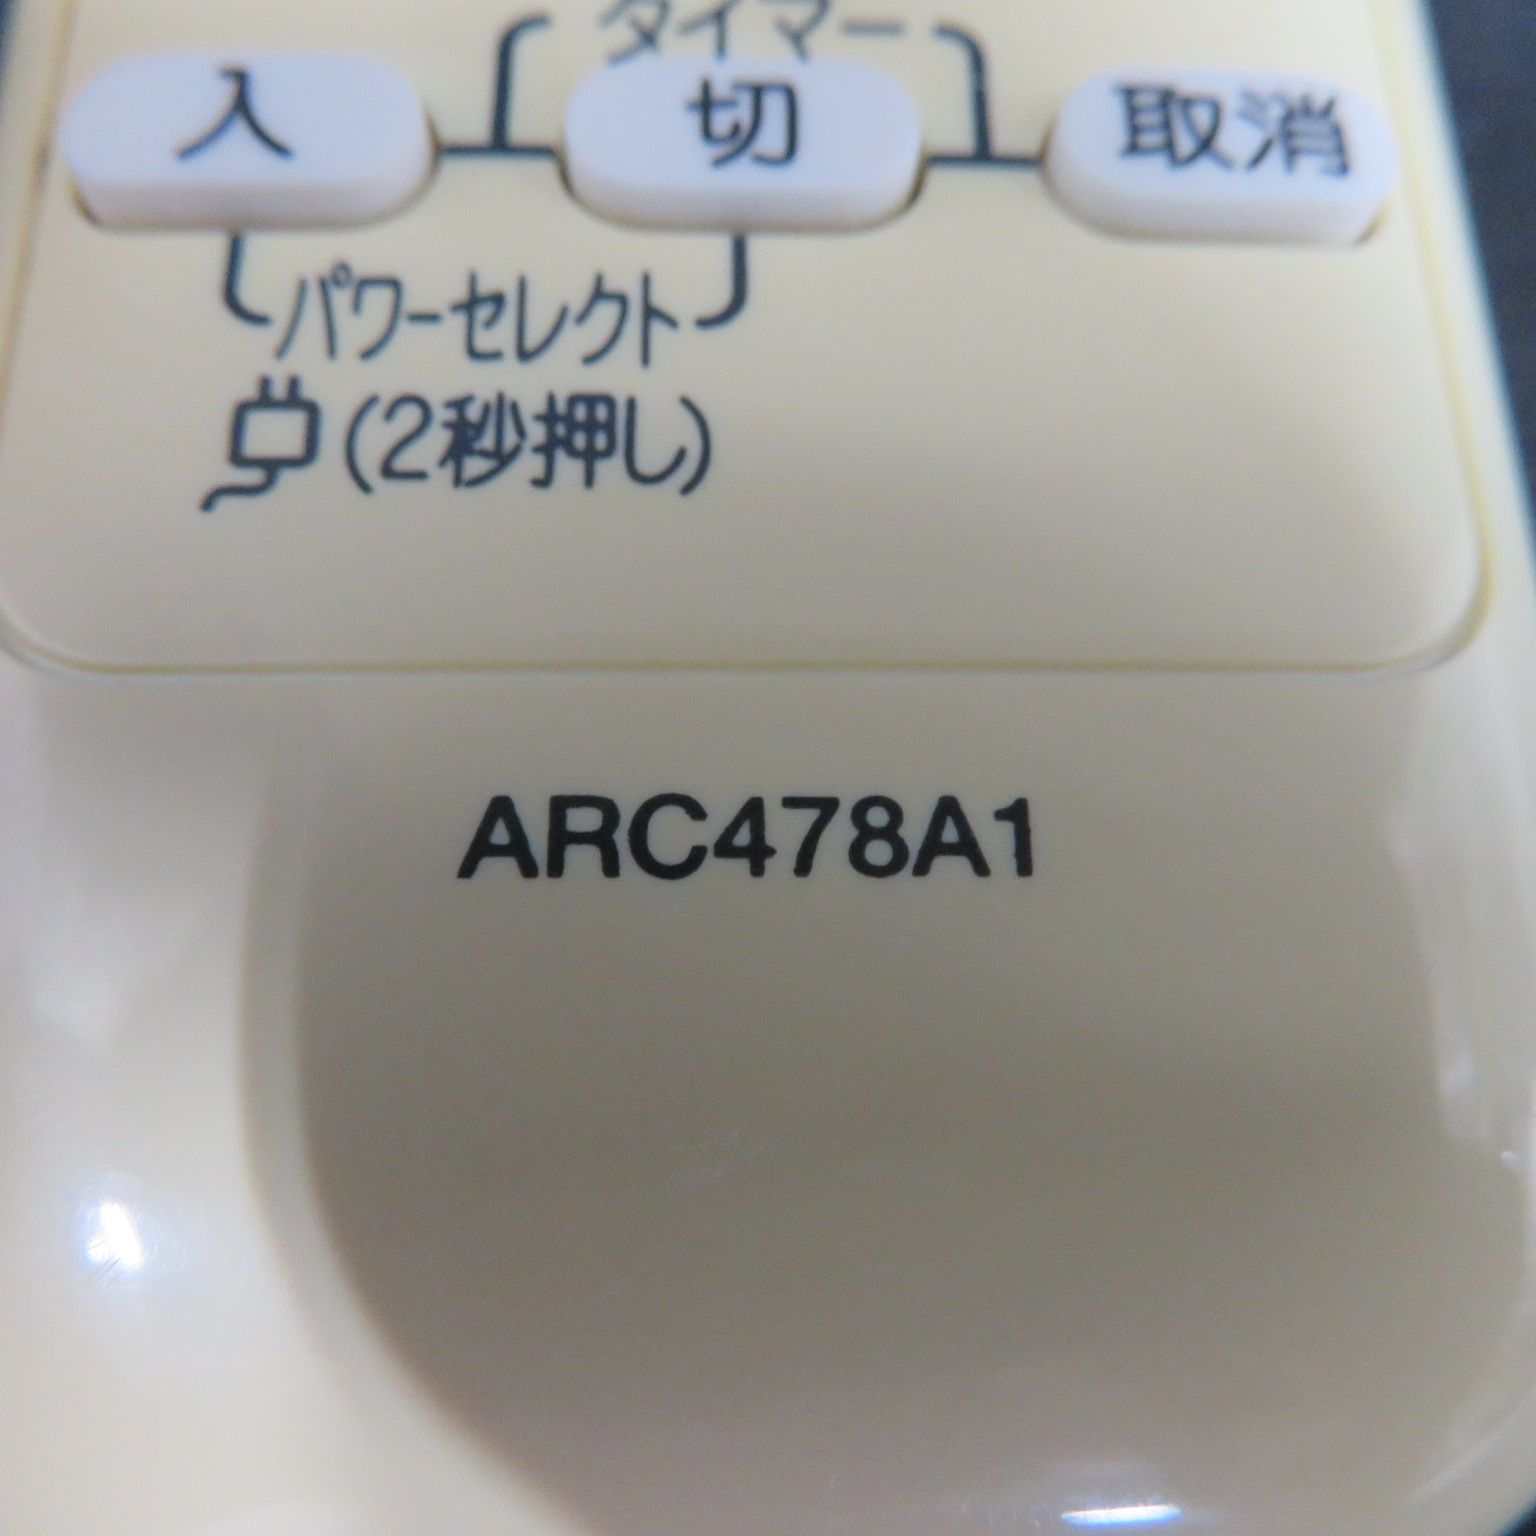 タイマー
入 切 取消
パワーセレクト
(2秒押し)
ARC478A1